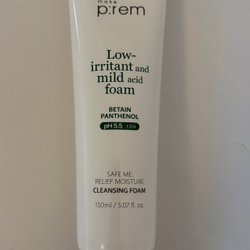 make
p:rem
Low-
irritant and
mild acid
foam
BETAIN
PANTHENOL
pH 5.5
SAFE ME.
RELIEF MOISTURE
CLEANSING FOAM
150ml / 5.07 fl. oz.